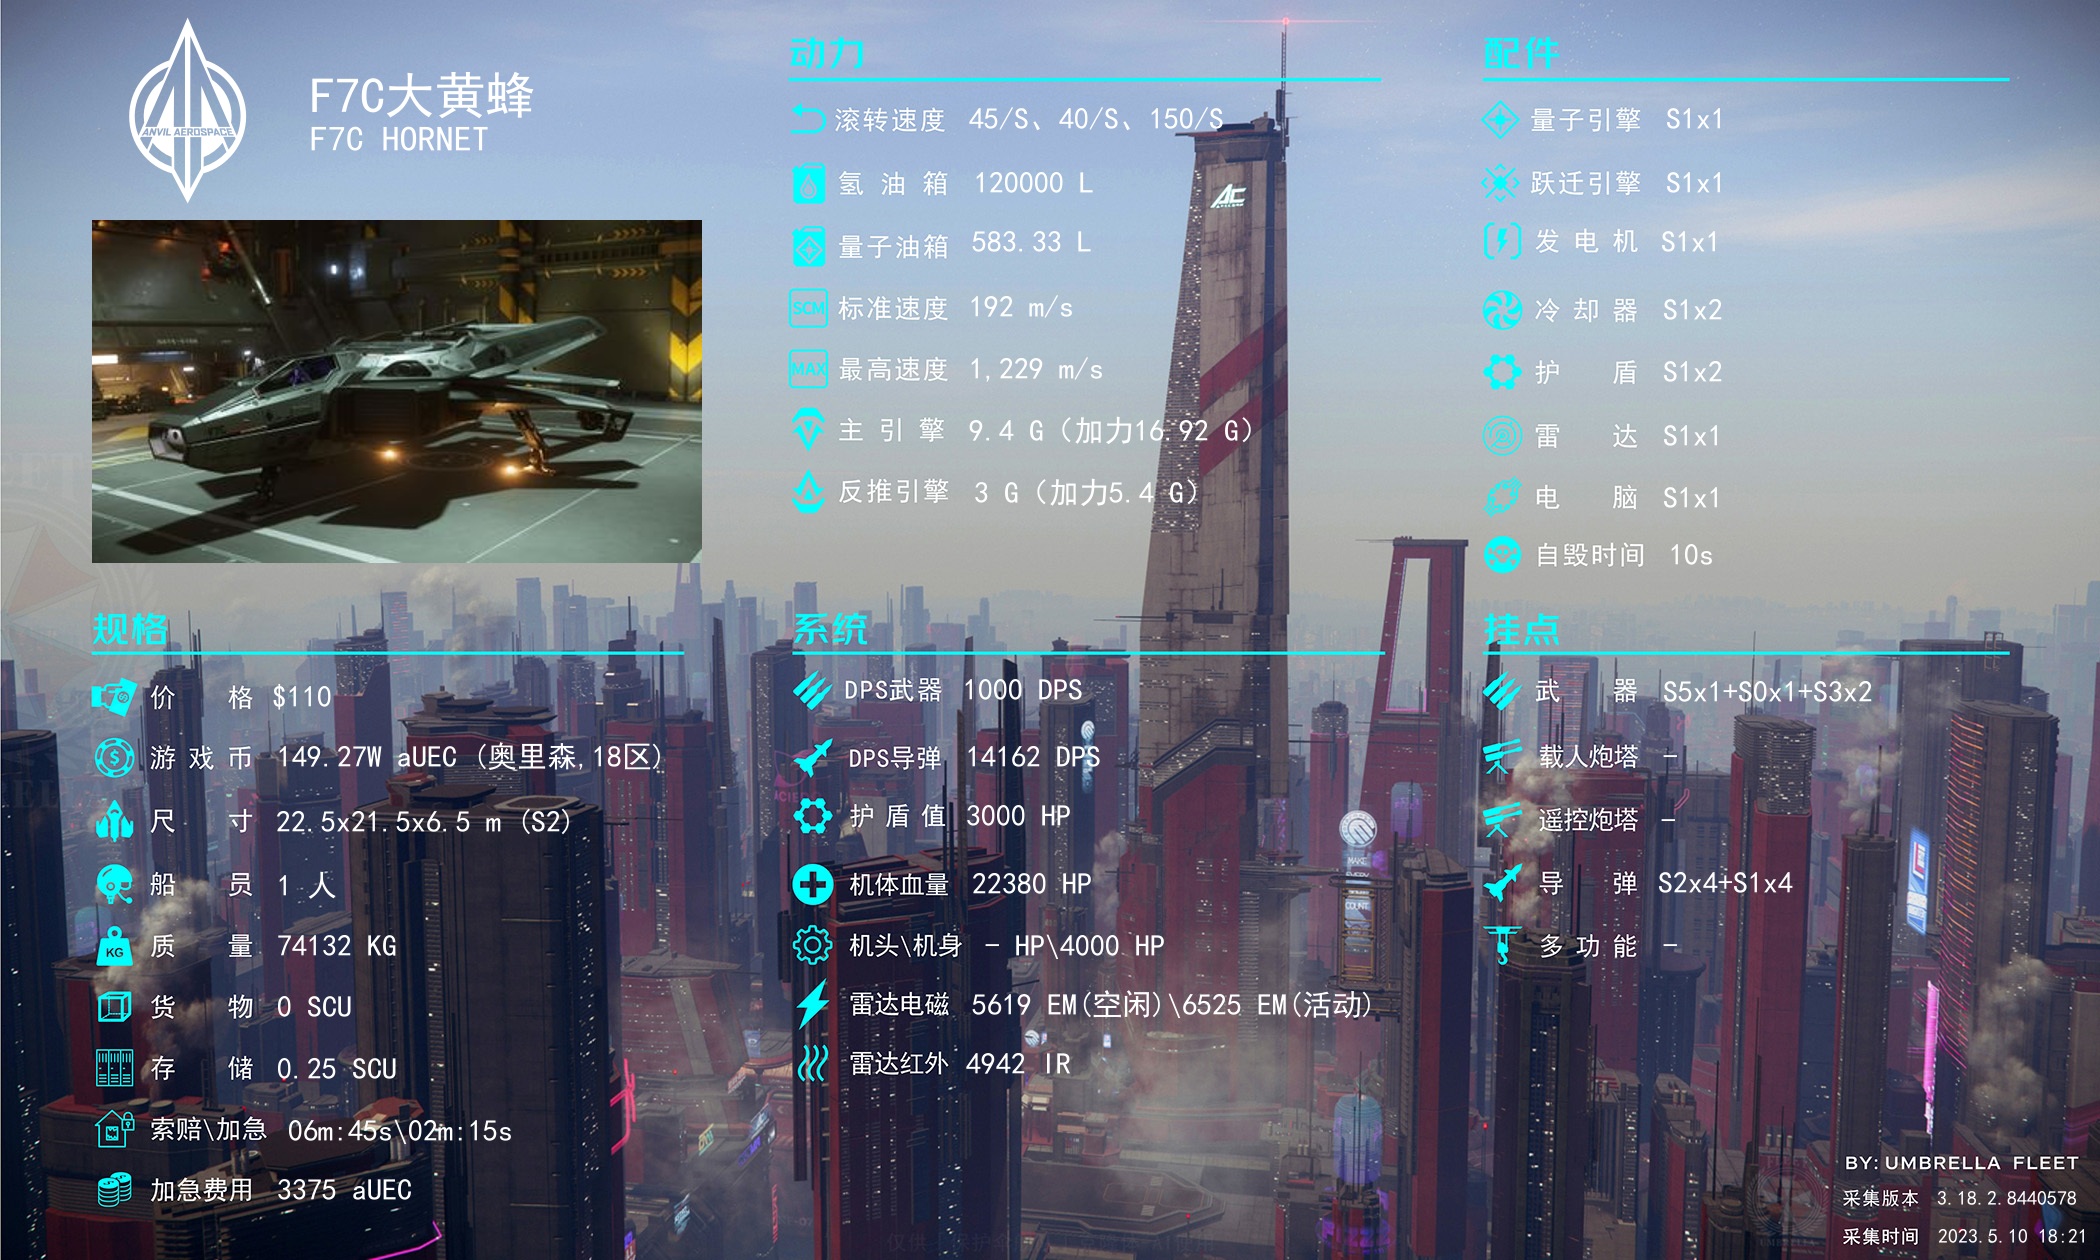 ANVIL AEROSPACE
F7C大黄蜂
F7C HORNET
动力
滚转速度 45/S、40/S、150/S
氢油箱 120000 L
量子油箱 583.33 L
SCM 标准速度 192 m/s
MAX 最高速度 1,229 m/s
主引擎 9.4 G（加力16.92 G）
反推引擎 3 G（加力5.4 G）
配件
量子引擎 S1x1
跃迁引擎 S1x1
发电机 S1x1
冷却器 S1x2
护盾 S1x2
雷达 S1x1
电脑 S1x1
自毁时间 10s
规格
价格 $110
游戏币 149.27W aUEC (奥里森,18区)
尺寸 22.5x21.5x6.5 m (S2)
船员 1 人
KG 质量 74132 KG
货物 0 SCU
存储 0.25 SCU
索赔\加急 06m:45s\02m:15s
加急费用 3375 aUEC
系统
DPS武器 1000 DPS
DPS导弹 14162 DPS
护盾值 3000 HP
机体血量 22380 HP
机头\机身 - HP\4000 HP
雷达电磁 5619 EM(空闲)\6525 EM(活动)
雷达红外 4942 IR
挂点
武器 S5x1+S0x1+S3x2
载人炮塔 -
遥控炮塔 -
导弹 S2x4+S1x4
多功能 -
AC
MAKE
EVERY
COUNT
BY: UMBRELLA FLEET
采集版本 3.18.2.8440578
采集时间 2023.5.10 18:21